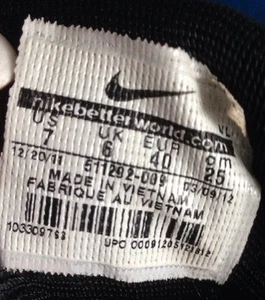 nikebetterworld.com
US UK EUR cm
7 6 40 25
12/20/11 511292-009 03/09/12
MADE IN VIETNAM
FABRIQUE AU VIETNAM
103309763
UPC